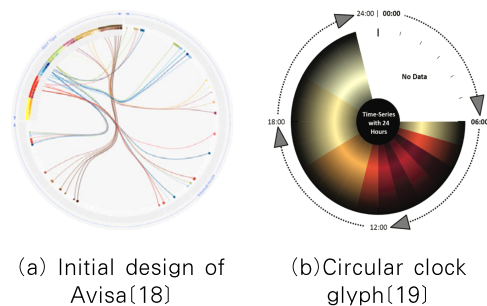 24:00 | 00:00
No Data
Time-Series
with 24
Hours
18:00
06:00
12:00
(a) Initial design of
Avisa[18]
(b)Circular clock
glyph[19]